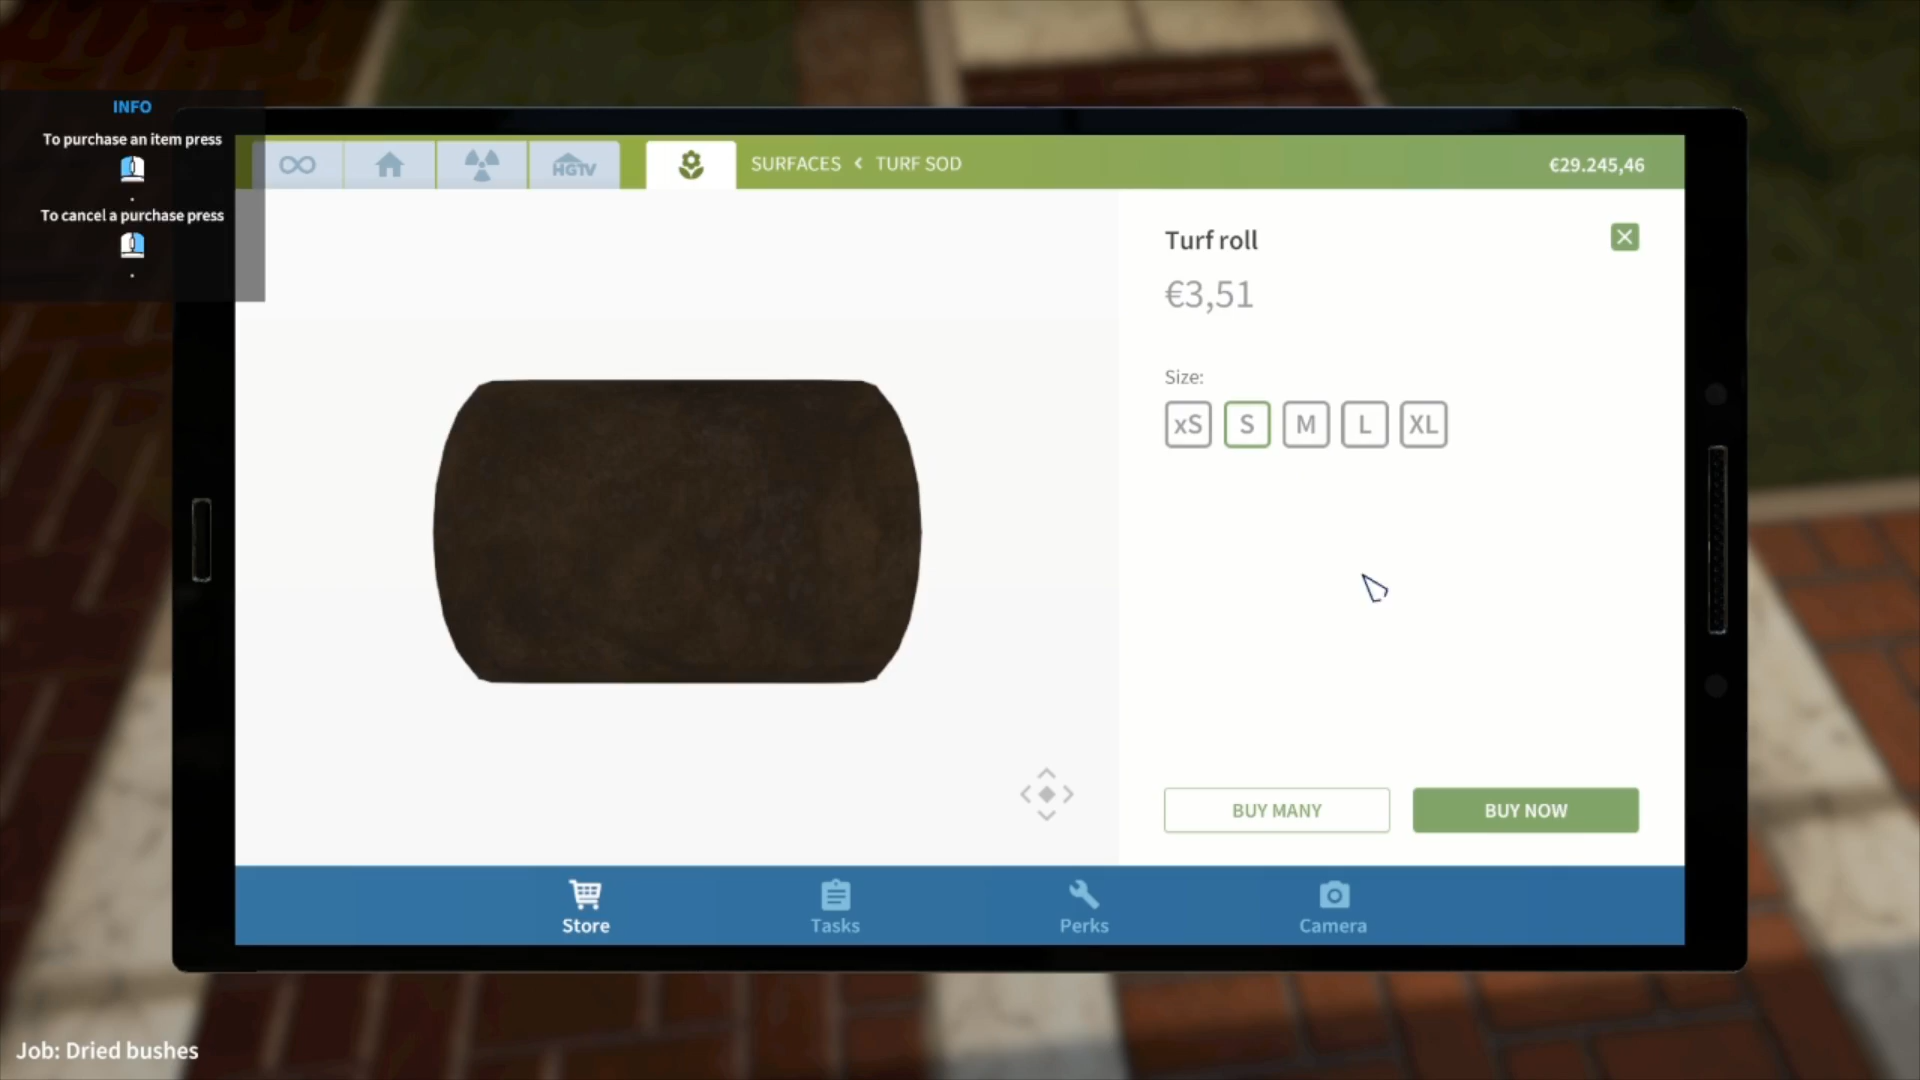 INFO
To purchase an item press
.
To cancel a purchase press
.
HGTV
SURFACES < TURF SOD
€29.245,46
Turf roll
€3,51
Size:
xS S M L XL
BUY MANY
BUY NOW
Store
Tasks
Perks
Camera
Job: Dried bushes